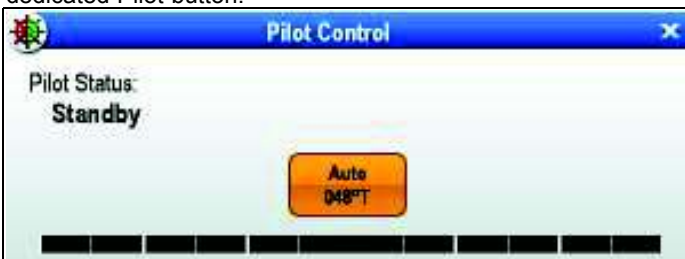 dedicated Pilot button.
Pilot Control
Pilot Status:
Standby
Auto
048°T